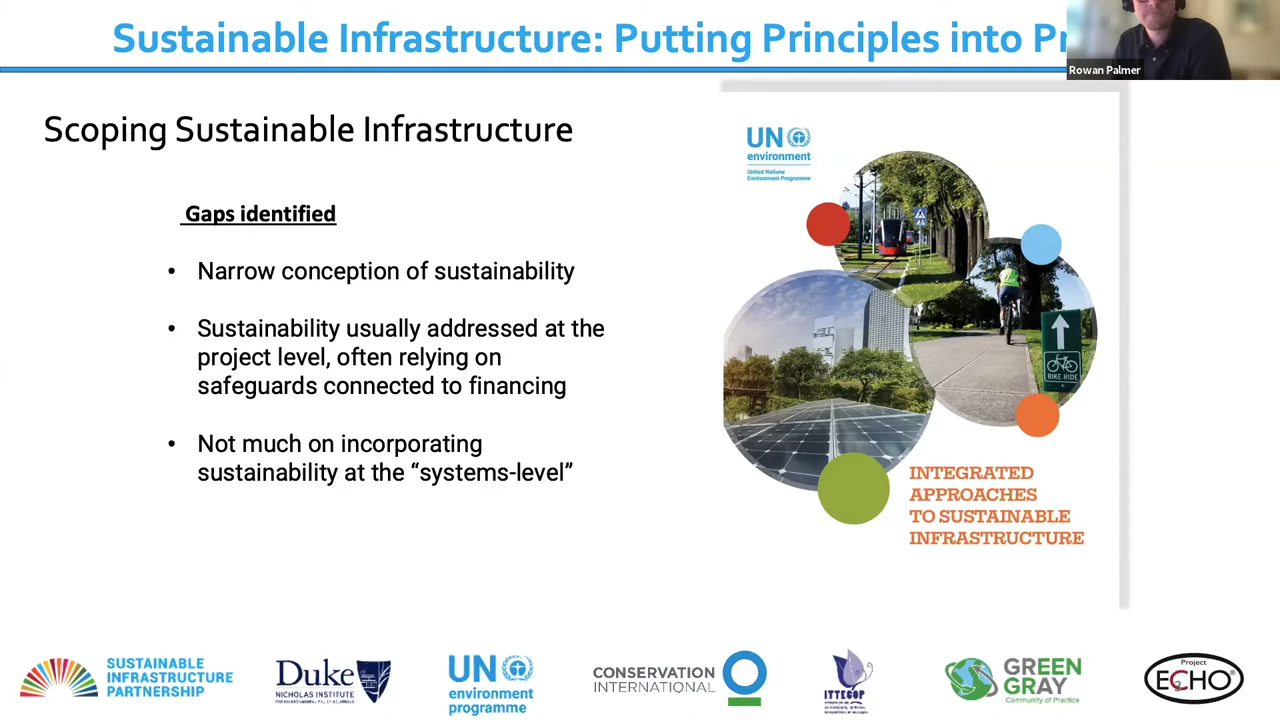 Sustainable Infrastructure: Putting Principles into
Rowan Palmer
Scoping Sustainable Infrastructure
Gaps identified
• Narrow conception of sustainability
• Sustainability usually addressed at the
project level, often relying on
safeguards connected to financing
• Not much on incorporating
sustainability at the “systems-level”
UN
environment
United Nations
Environment Programme
BIKE RIDE
INTEGRATED
APPROACHES
TO SUSTAINABLE
INFRASTRUCTURE
SUSTAINABLE
INFRASTRUCTURE
PARTNERSHIP
Duke
NICHOLAS INSTITUTE
UN
environment
programme
CONSERVATION
INTERNATIONAL
ITTECOP
GREEN
GRAY
Community of Practice
Project
ECHO®